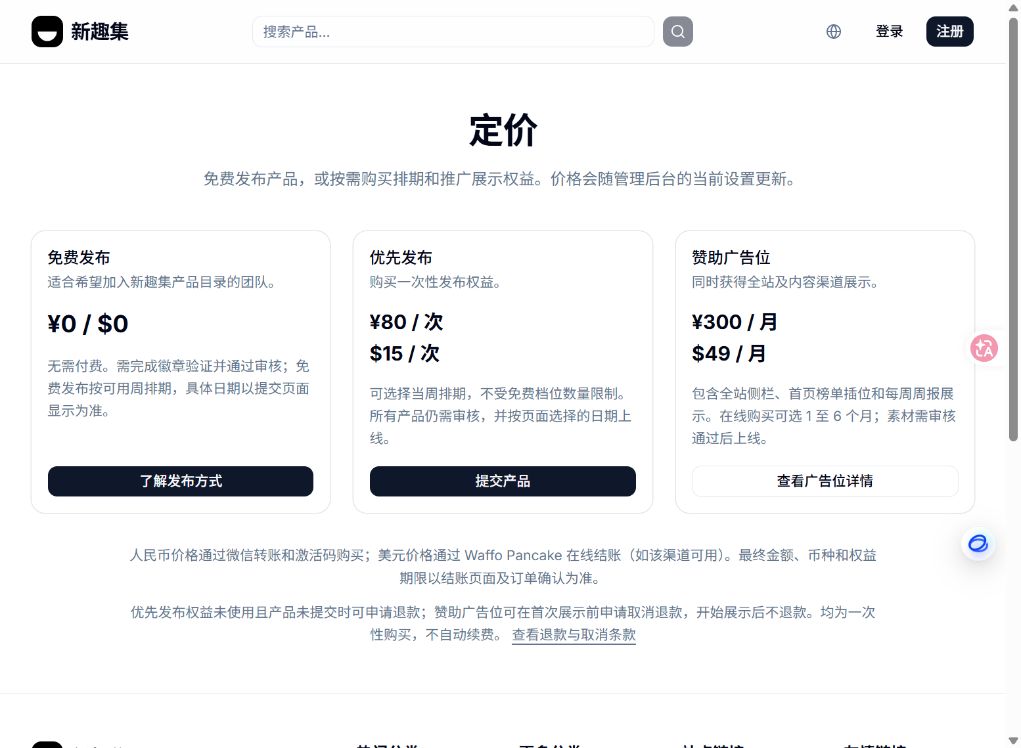 新趣集
搜索产品...
登录
注册
定价
免费发布产品，或按需购买排期和推广展示权益。价格会随管理后台的当前设置更新。
免费发布
适合希望加入新趣集产品目录的团队。
¥0 / $0
无需付费。需完成徽章验证并通过审核；免
费发布按可用周排期，具体日期以提交页面
显示为准。
了解发布方式
优先发布
购买一次性发布权益。
¥80 / 次
$15 / 次
可选择当周排期，不受免费档位数量限制。
所有产品仍需审核，并按页面选择的日期上
线。
提交产品
赞助广告位
同时获得全站及内容渠道展示。
¥300 / 月
$49 / 月
包含全站侧栏、首页榜单插位和每周周报展
示。在线购买可选 1 至 6 个月；素材需审核
通过后上线。
查看广告位详情
人民币价格通过微信转账和激活码购买；美元价格通过 Waffo Pancake 在线结账（如该渠道可用）。最终金额、币种和权益
期限以结账页面及订单确认为准。
优先发布权益未使用且产品未提交时可申请退款；赞助广告位可在首次展示前申请取消退款，开始展示后不退款。均为一次
性购买，不自动续费。 查看退款与取消条款